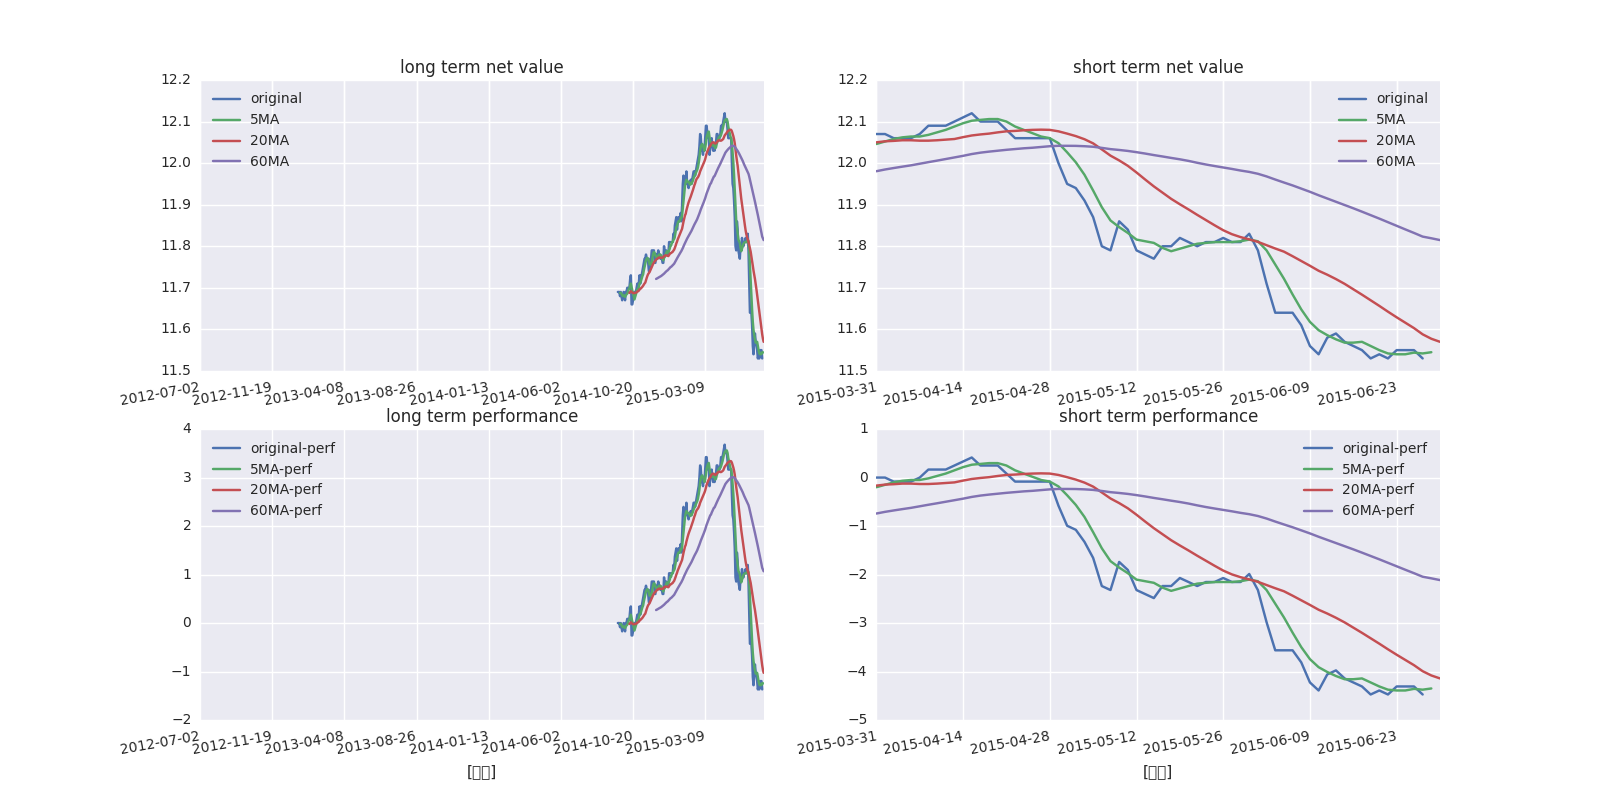 long term net value
12.2
12.1
12.0
11.9
11.8
11.7
11.6
11.5
original
5MA
20MA
60MA
2012-07-02 2012-11-19 2013-04-08 2013-08-26 2014-01-13 2014-06-02 2014-10-20 2015-03-09
short term net value
12.2
12.1
12.0
11.9
11.8
11.7
11.6
11.5
original
5MA
20MA
60MA
2015-03-31 2015-04-14 2015-04-28 2015-05-12 2015-05-26 2015-06-09 2015-06-23
long term performance
4
3
2
1
0
−1
−2
original-perf
5MA-perf
20MA-perf
60MA-perf
2012-07-02 2012-11-19 2013-04-08 2013-08-26 2014-01-13 2014-06-02 2014-10-20 2015-03-09
short term performance
1
0
−1
−2
−3
−4
−5
original-perf
5MA-perf
20MA-perf
60MA-perf
2015-03-31 2015-04-14 2015-04-28 2015-05-12 2015-05-26 2015-06-09 2015-06-23